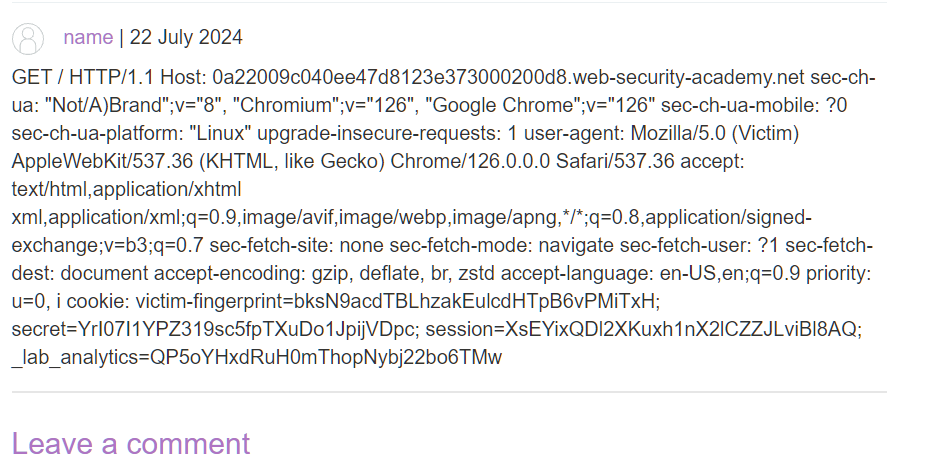 name | 22 July 2024
GET / HTTP/1.1 Host: 0a22009c040ee47d8123e373000200d8.web-security-academy.net sec-ch-
ua: "Not/A)Brand";v="8", "Chromium";v="126", "Google Chrome";v="126" sec-ch-ua-mobile: ?0
sec-ch-ua-platform: "Linux" upgrade-insecure-requests: 1 user-agent: Mozilla/5.0 (Victim)
AppleWebKit/537.36 (KHTML, like Gecko) Chrome/126.0.0.0 Safari/537.36 accept:
text/html,application/xhtml
xml,application/xml;q=0.9,image/avif,image/webp,image/apng,*/*;q=0.8,application/signed-
exchange;v=b3;q=0.7 sec-fetch-site: none sec-fetch-mode: navigate sec-fetch-user: ?1 sec-fetch-
dest: document accept-encoding: gzip, deflate, br, zstd accept-language: en-US,en;q=0.9 priority:
u=0, i cookie: victim-fingerprint=bksN9acdTBLhzakEulcdHTpB6vPMiTxH;
secret=YrI07I1YPZ319sc5fpTXuDo1JpijVDpc; session=XsEYixQDI2XKuxh1nX2lCZZJLviBl8AQ;
_lab_analytics=QP5oYHxdRuH0mThopNybj22bo6TMw
Leave a comment